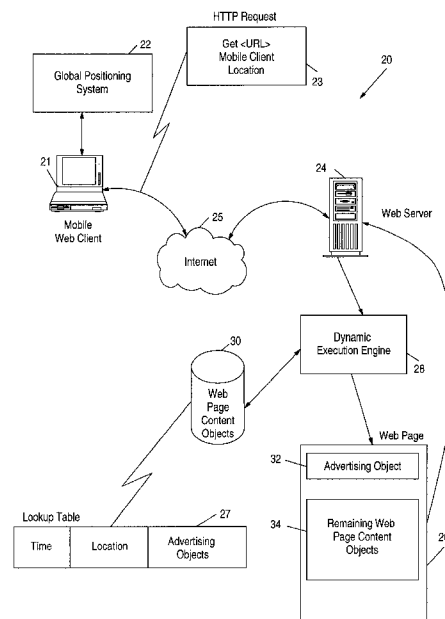 HTTP Request
22
Get <URL>
Mobile Client
Location
20
Global Positioning
System
23
21
24
Mobile
Web Client
25
Web Server
Internet
30
Dynamic
Execution Engine
28
Web
Page
Content
Objects
Web Page
32
Advertising Object
Lookup Table
27
34
Remaining Web
Page Content
Objects
Time
Location
Advertising
Objects